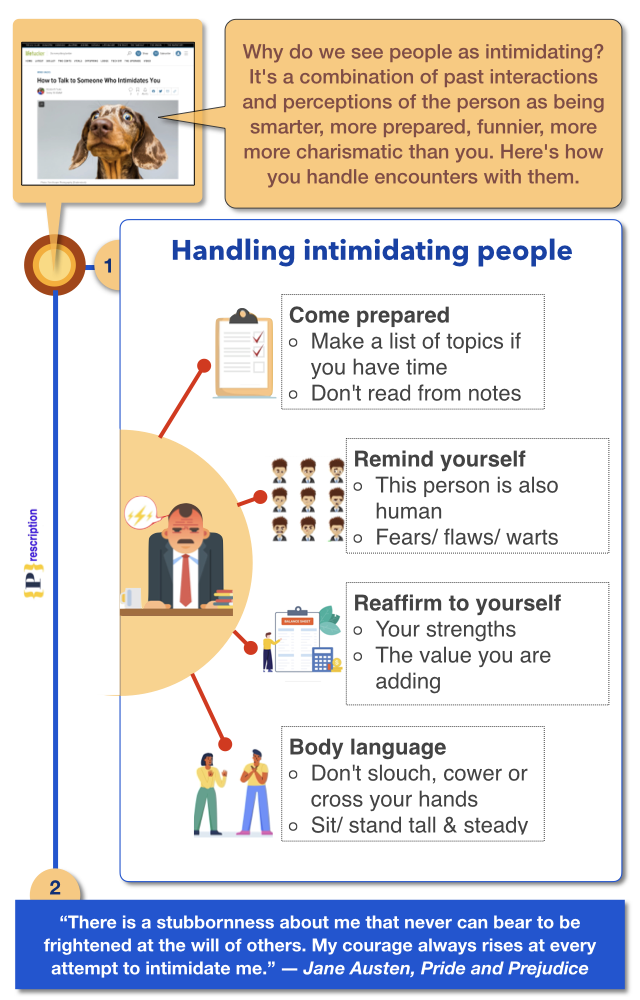 How to Talk to Someone Who Intimidates You
Why do we see people as intimidating?
It's a combination of past interactions
and perceptions of the person as being
smarter, more prepared, funnier, more
more charismatic than you. Here's how
you handle encounters with them.
1
Handling intimidating people
Come prepared
Make a list of topics if
you have time
Don't read from notes
Remind yourself
This person is also
human
Fears/ flaws/ warts
Reaffirm to yourself
BALANCE SHEET
Your strengths
The value you are
adding
Body language
Don't slouch, cower or
cross your hands
Sit/ stand tall & steady
{P}rescription
2
“There is a stubbornness about me that never can bear to be
frightened at the will of others. My courage always rises at every
attempt to intimidate me.” — Jane Austen, Pride and Prejudice